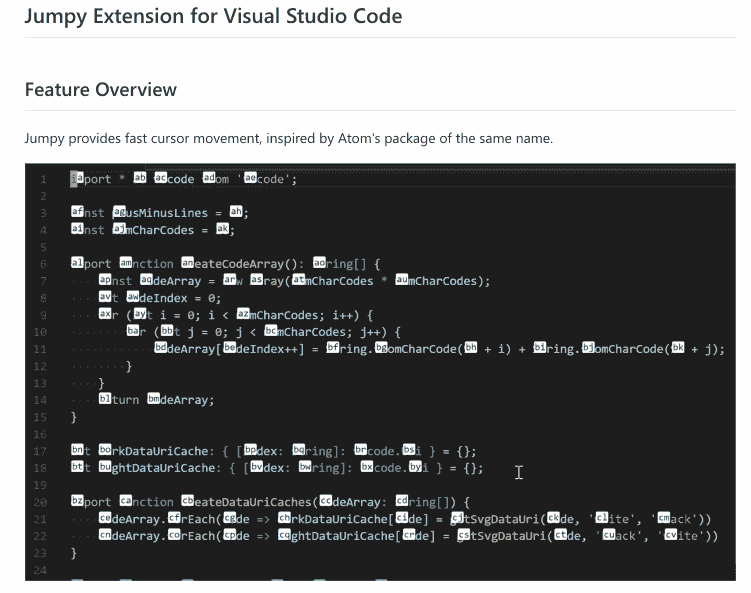 Jumpy Extension for Visual Studio Code
Feature Overview
Jumpy provides fast cursor movement, inspired by Atom's package of the same name.
1 iaport * ab accode adom 'aecode';
2
3 afnst agusMinusLines = ah;
4 ainst ajmCharCodes = ak;
5
6 alport amnction aneateCodeArray(): aoring[] {
7 apnst aqdeArray = arw asray(atmCharCodes * aumCharCodes);
8 avt awdeIndex = 0;
9 axr (ayt i = 0; i < azmCharCodes; i++) {
10 bar (bbt j = 0; j < bcmCharCodes; j++) {
11 bddeArray[bedeIndex++] = bfring.bgomCharCode(bh + i) + biring.bjomCharCode(bk + j);
12 }
13 }
14 blturn bmdeArray;
15 }
16
17 bnt borkDataUriCache: { [bpdex: bqring]: brcode.bsi } = {};
18 btt bughtDataUriCache: { [bvdex: bwring]: bxcode.byi } = {};
19
20 bzport canction cbeateDataUriCaches(ccdeArray: cdring[]) {
21 cedeArray.cfrEach(cgde => chrkDataUriCache[cide] = cjtSvgDataUri(ckde, 'clite', 'cmack'))
22 cndeArray.corEach(cpde => cqghtDataUriCache[crde] = cstSvgDataUri(ctde, 'cuack', 'cvite'))
23 }
24